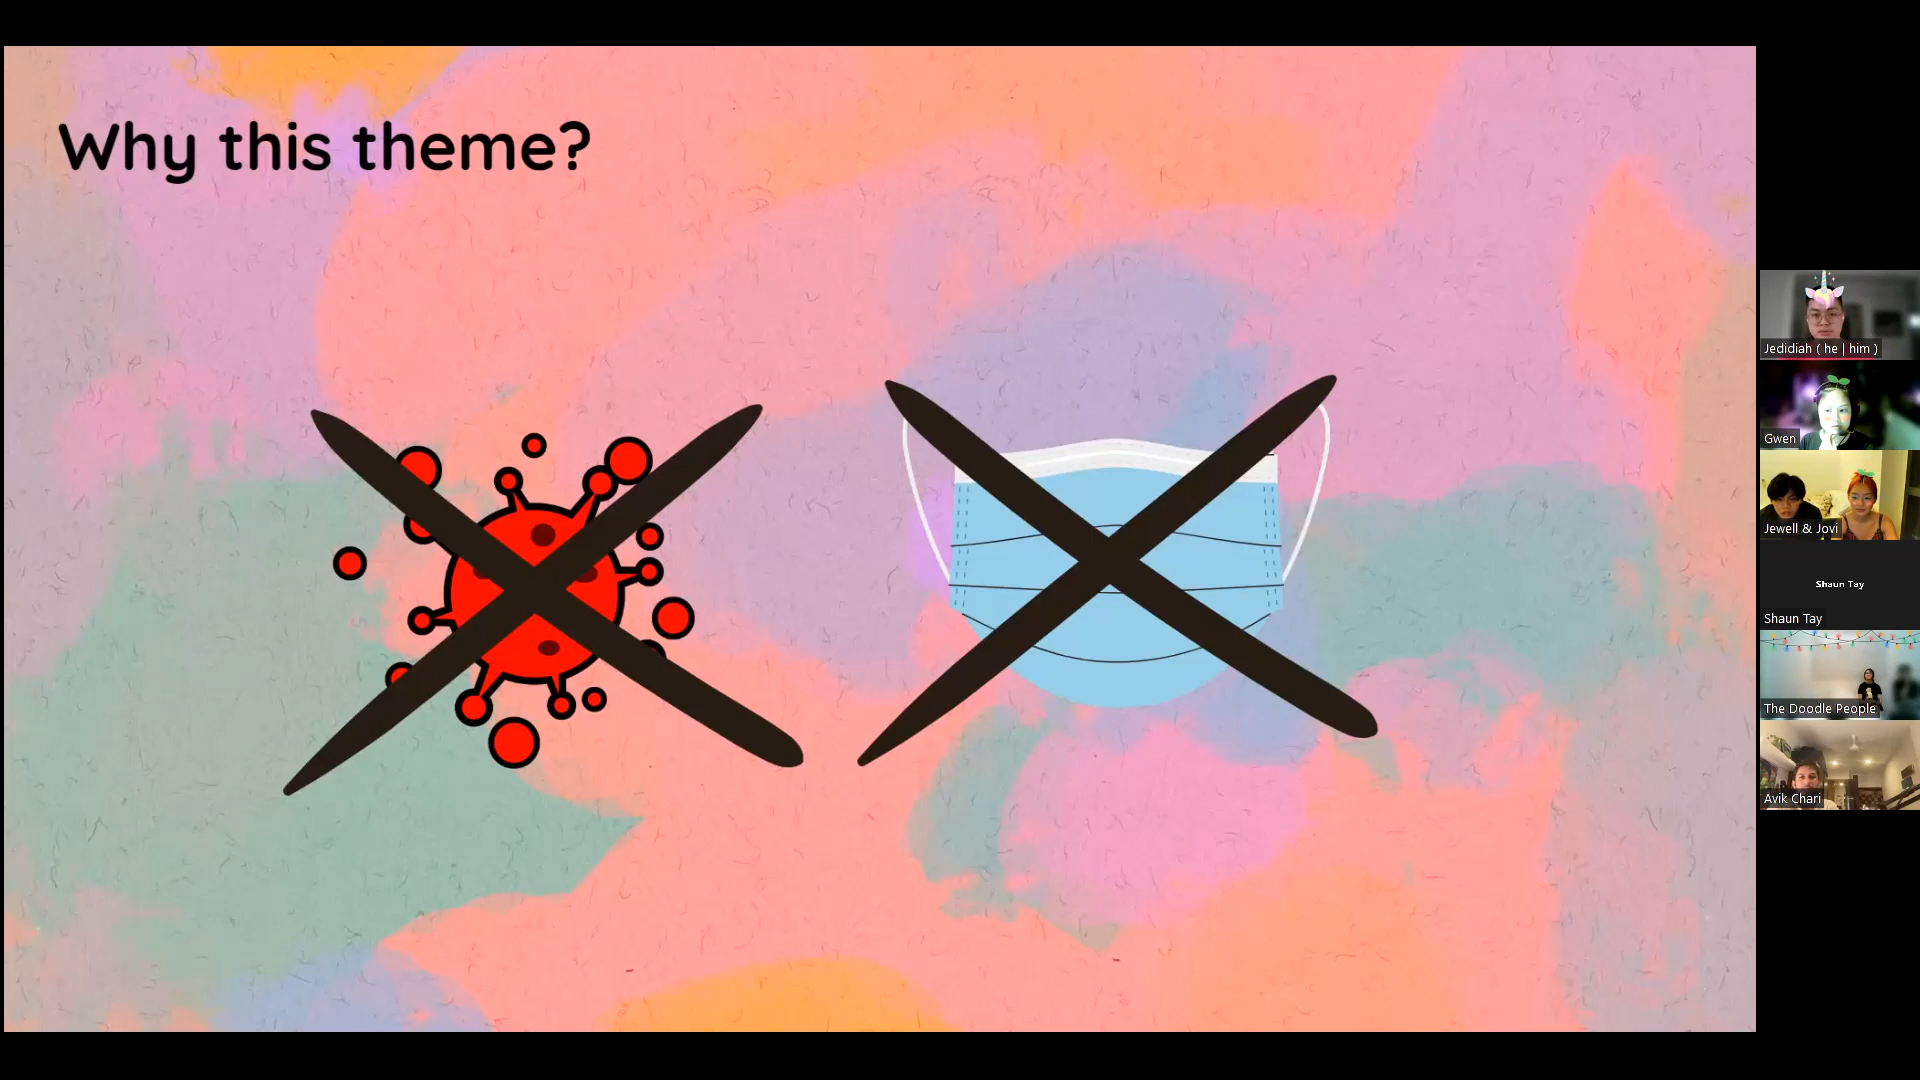 Why this theme?
Jedidiah ( he | him )
Gwen
Jewell & Jovi
Shaun Tay
Shaun Tay
The Doodle People
Avik Chari